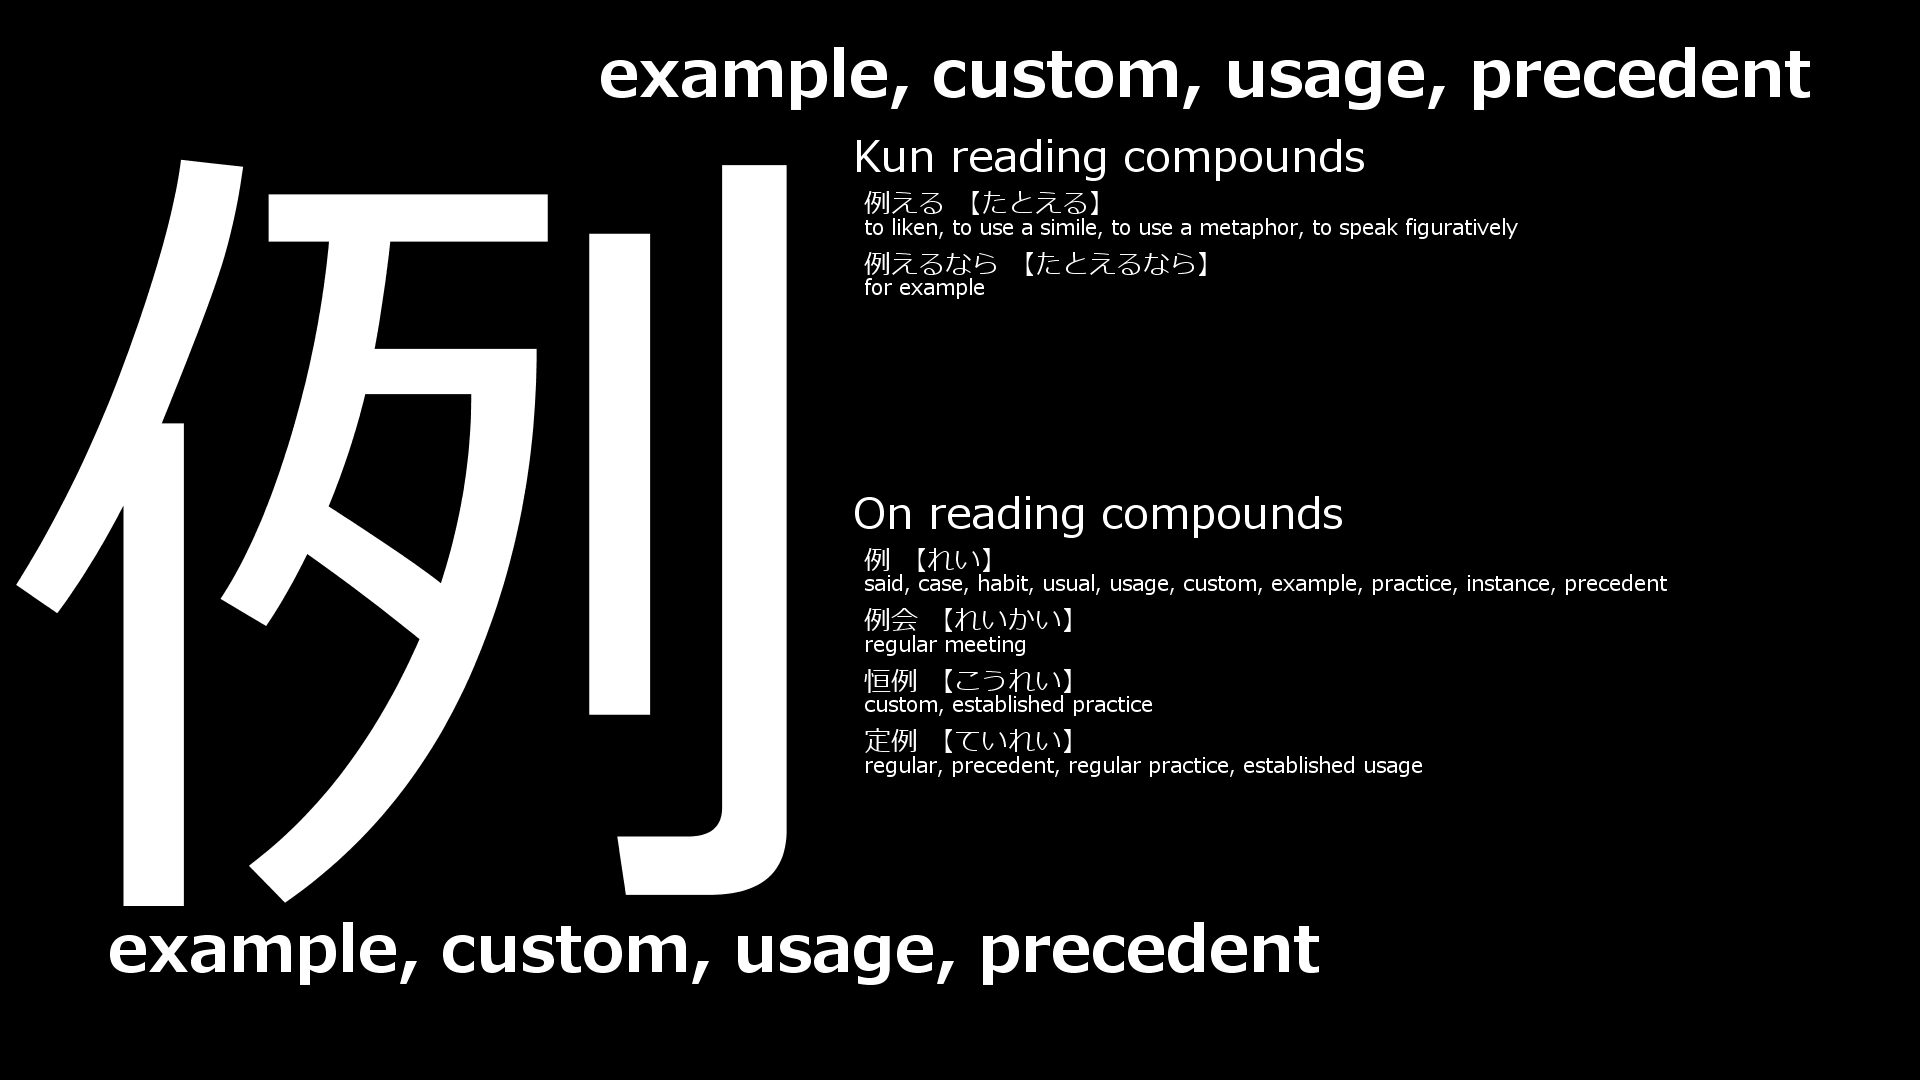 example, custom, usage, precedent
例
Kun reading compounds
例える 【たとえる】
to liken, to use a simile, to use a metaphor, to speak figuratively
例えるなら 【たとえるなら】
for example
On reading compounds
例 【れい】
said, case, habit, usual, usage, custom, example, practice, instance, precedent
例会 【れいかい】
regular meeting
恒例 【こうれい】
custom, established practice
定例 【ていれい】
regular, precedent, regular practice, established usage
example, custom, usage, precedent